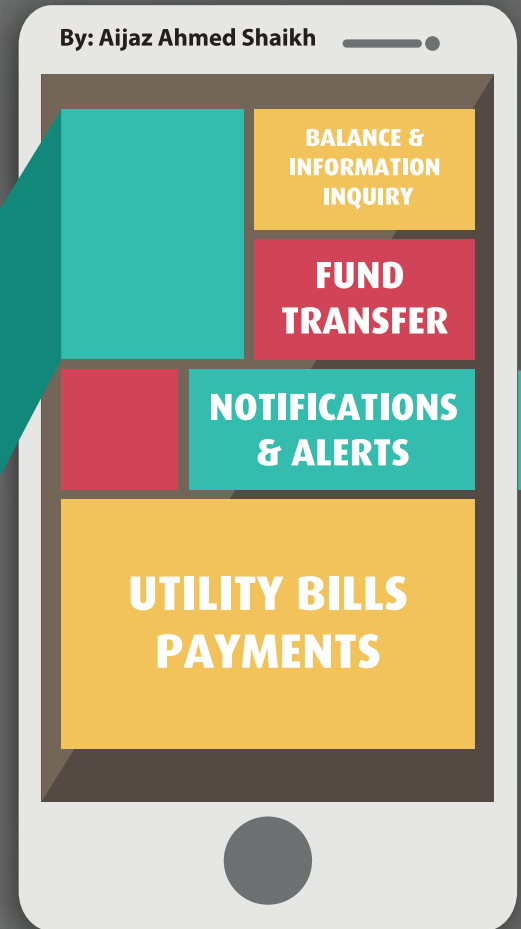 By: Aijaz Ahmed Shaikh
BALANCE &
INFORMATION
INQUIRY
FUND
TRANSFER
NOTIFICATIONS
& ALERTS
UTILITY BILLS
PAYMENTS